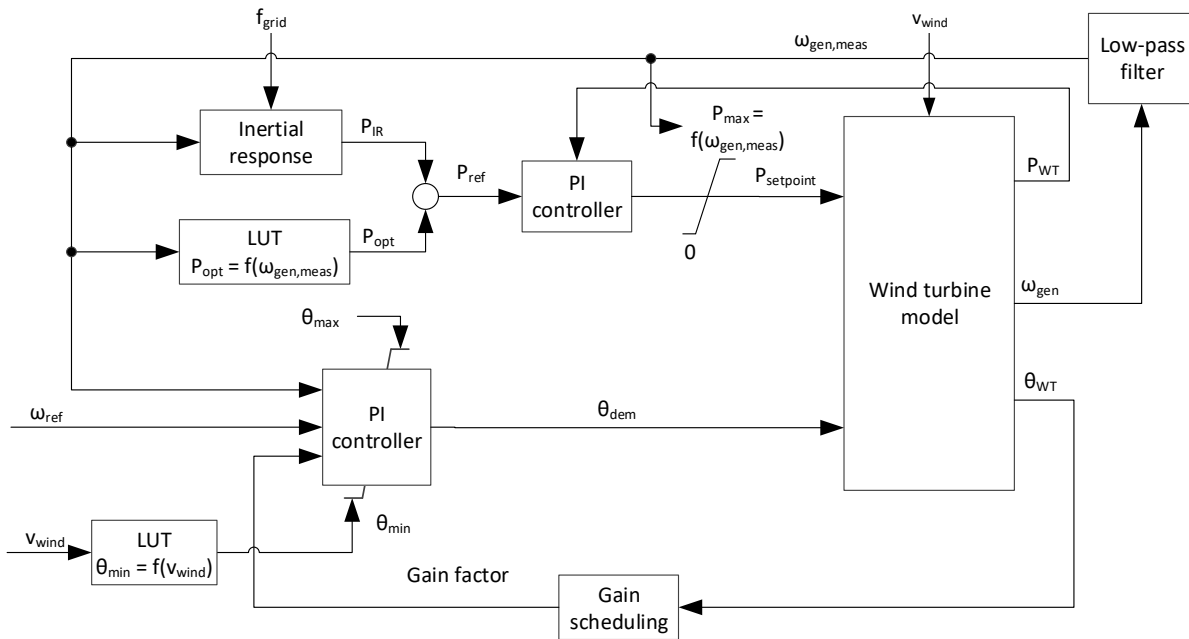 f_grid
v_wind
ω_gen,meas
Low-pass
filter
Inertial
response
P_IR
P_max =
f(ω_gen,meas)
P_ref
PI
controller
P_setpoint
P_WT
0
LUT
P_opt = f(ω_gen,meas)
P_opt
Wind turbine
model
ω_gen
θ_max
θ_WT
ω_ref
PI
controller
θ_dem
θ_min
v_wind
LUT
θ_min = f(v_wind)
Gain factor
Gain
scheduling